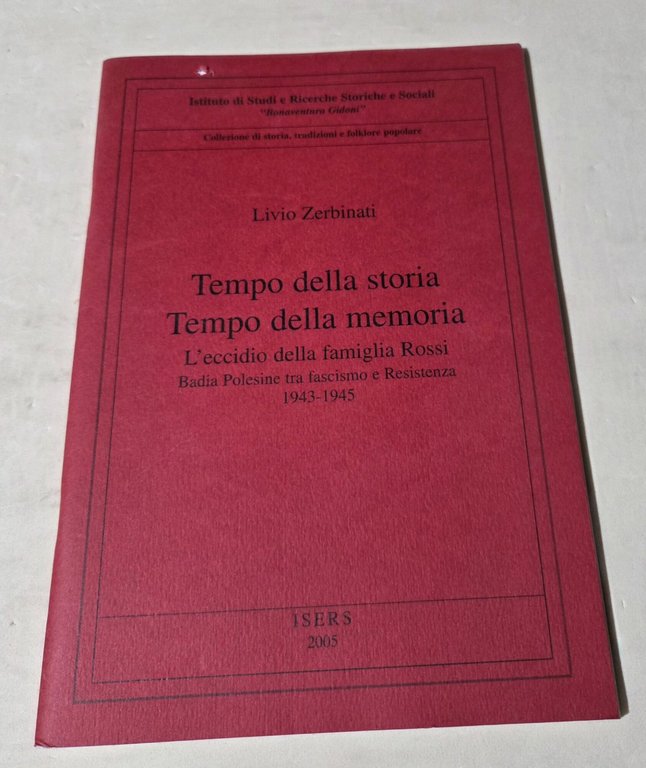 Istituto di Studi e Ricerche Storiche e Sociali
"Bonaventura Gidoni"
Collezione di storia, tradizioni e folklore popolare
Livio Zerbinati
Tempo della storia
Tempo della memoria
L'eccidio della famiglia Rossi
Badia Polesine tra fascismo e Resistenza
1943-1945
ISERS
2005